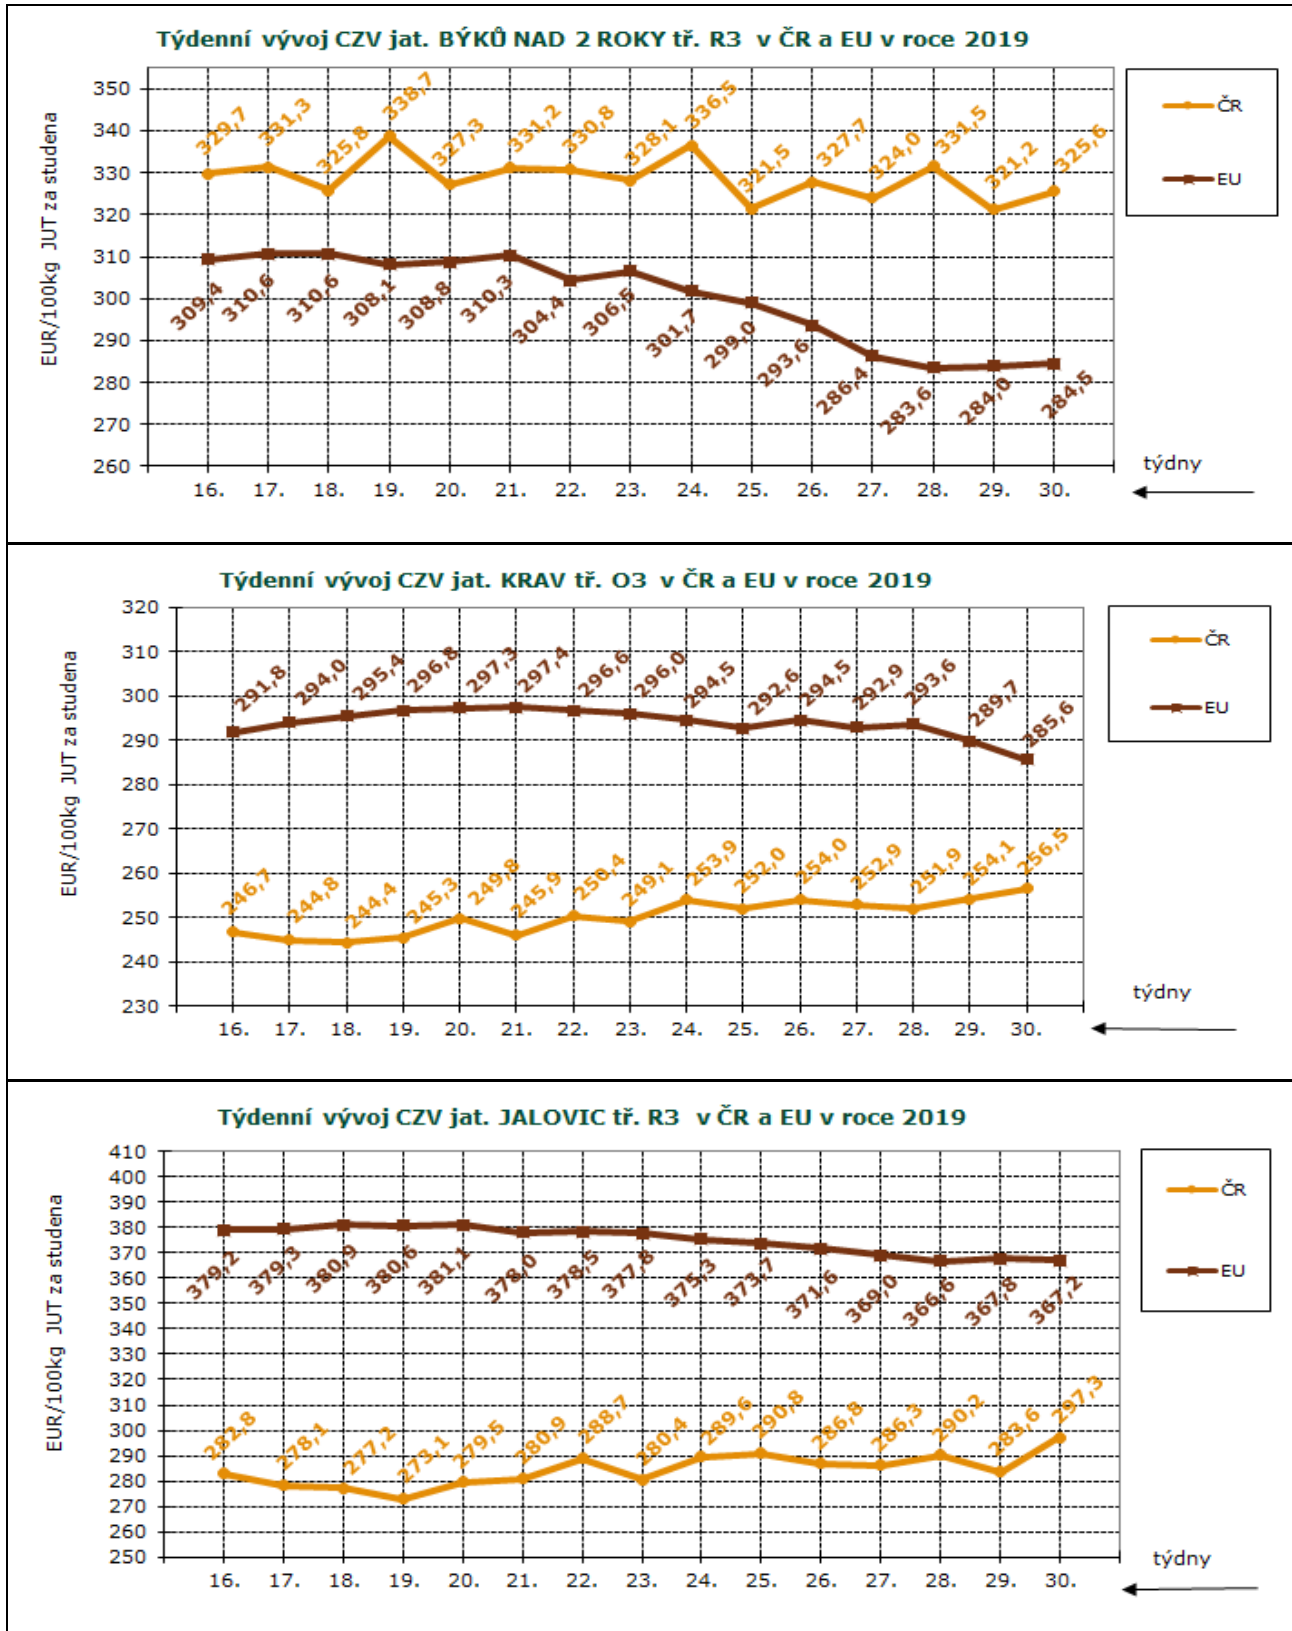 Týdenní vývoj CZV jat. BÝKŮ NAD 2 ROKY tř. R3 v ČR a EU v roce 2019
EUR/100kg JUT za studena
350
340
330
320
310
300
290
280
270
260
329,7 331,3 325,8 338,7 327,3 331,2 330,8 328,1 336,5 321,5 327,7 324,0 331,5 321,2 325,6
309,4 310,6 310,6 308,1 308,8 310,3 304,4 306,5 301,7 299,0 293,6 286,4 283,6 284,0 284,5
16. 17. 18. 19. 20. 21. 22. 23. 24. 25. 26. 27. 28. 29. 30.
týdny
ČR
EU
Týdenní vývoj CZV jat. KRAV tř. O3 v ČR a EU v roce 2019
EUR/100kg JUT za studena
320
310
300
290
280
270
260
250
240
230
291,8 294,0 295,4 296,8 297,3 297,4 296,6 296,0 294,5 292,6 294,5 292,9 293,6 289,7 285,6
246,7 244,8 244,4 245,3 249,8 245,9 250,4 249,1 253,9 252,0 254,0 252,9 251,9 254,1 256,5
16. 17. 18. 19. 20. 21. 22. 23. 24. 25. 26. 27. 28. 29. 30.
týdny
ČR
EU
Týdenní vývoj CZV jat. JALOVIC tř. R3 v ČR a EU v roce 2019
EUR/100kg JUT za studena
410
400
390
380
370
360
350
340
330
320
310
300
290
280
270
260
250
379,2 379,3 380,9 380,6 381,1 378,0 378,5 377,8 375,3 373,7 371,6 369,0 366,6 367,8 367,2
282,8 278,1 277,2 273,1 279,5 280,9 288,7 280,4 289,6 290,8 286,8 286,3 290,2 283,6 297,3
16. 17. 18. 19. 20. 21. 22. 23. 24. 25. 26. 27. 28. 29. 30.
týdny
ČR
EU